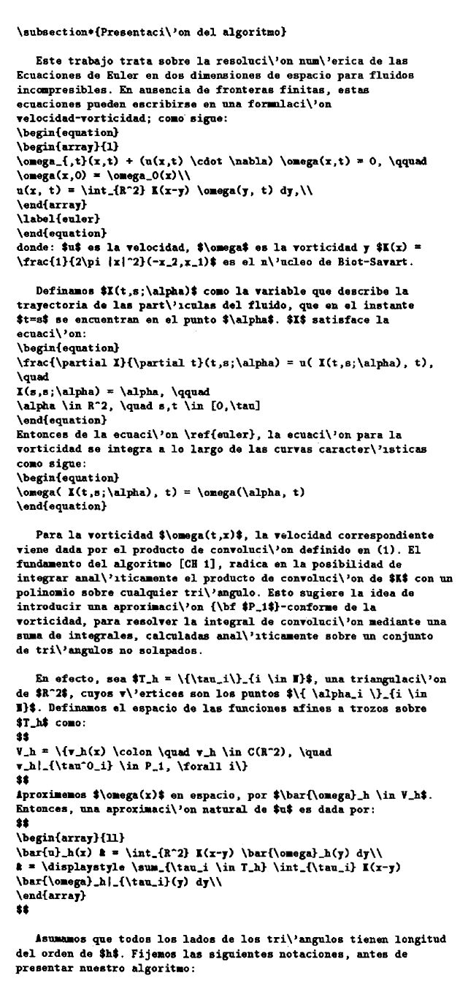 \subsection*{Presentaci\'on del algoritmo}
Este trabajo trata sobre la resoluci\'on num\'erica de las
Ecuaciones de Euler en dos dimensiones de espacio para fluidos
incompresibles. En ausencia de fronteras finitas, estas
ecuaciones pueden escribirse en una formulaci\'on
velocidad-vorticidad; como sigue:
\begin{equation}
\begin{array}{l}
\omega_{,t}(x,t) + (u(x,t) \cdot \nabla) \omega(x,t) = 0, \qquad
\omega(x,0) = \omega_0(x)\\
u(x, t) = \int_{R^2} K(x-y) \omega(y, t) dy,\\
\end{array}
\label{euler}
\end{equation}
donde: $u$ es la velocidad, $\omega$ es la vorticidad y $K(x) =
\frac{1}{2\pi |x|^2}(-x_2,x_1)$ es el n\'ucleo de Biot-Savart.
Definamos $X(t,s;\alpha)$ como la variable que describe la
trayectoria de las part\'ıculas del fluido, que en el instante
$t=s$ se encuentran en el punto $\alpha$. $X$ satisface la
ecuaci\'on:
\begin{equation}
\frac{\partial X}{\partial t}(t,s;\alpha) = u( X(t,s;\alpha), t),
\quad
X(s,s;\alpha) = \alpha, \qquad
\alpha \in R^2, \quad s,t \in [0,\tau]
\end{equation}
Entonces de la ecuaci\'on \ref{euler}, la ecuaci\'on para la
vorticidad se integra a lo largo de las curvas caracter\'ısticas
como sigue:
\begin{equation}
\omega( X(t,s;\alpha), t) = \omega(\alpha, t)
\end{equation}
Para la vorticidad $\omega(t,x)$, la velocidad correspondiente
viene dada por el producto de convoluci\'on definido en (1). El
fundamento del algoritmo [CH 1], radica en la posibilidad de
integrar anal\'ıticamente el producto de convoluci\'on de $K$ con un
polinomio sobre cualquier tri\'angulo. Esto sugiere la idea de
introducir una aproximaci\'on {\bf $P_1$}-conforme de la
vorticidad, para resolver la integral de convoluci\'on mediante una
suma de integrales, calculadas anal\'ıticamente sobre un conjunto
de tri\'angulos no solapados.
En efecto, sea $T_h = \{\tau_i\}_{i \in N}$, una triangulaci\'on
de $R^2$, cuyos v\'ertices son los puntos $\{ \alpha_i \}_{i \in
N}$. Definamos el espacio de las funciones afines a trozos sobre
$T_h$ como:
$$
V_h = \{v_h(x) \colon \quad v_h \in C(R^2), \quad
v_h|_{\tau^0_i} \in P_1, \forall i\}
$$
Aproximemos $\omega(x)$ en espacio, por $\bar{\omega}_h \in V_h$.
Entonces, una aproximaci\'on natural de $u$ es dada por:
$$
\begin{array}{ll}
\bar{u}_h(x) & = \int_{R^2} K(x-y) \bar{\omega}_h(y) dy\\
& = \displaystyle \sum_{\tau_i \in T_h} \int_{\tau_i} K(x-y)
\bar{\omega}_h|_{\tau_i}(y) dy\\
\end{array}
$$
Asumamos que todos los lados de los tri\'angulos tienen longitud
del orden de $h$. Fijemos las siguientes notaciones, antes de
presentar nuestro algoritmo: